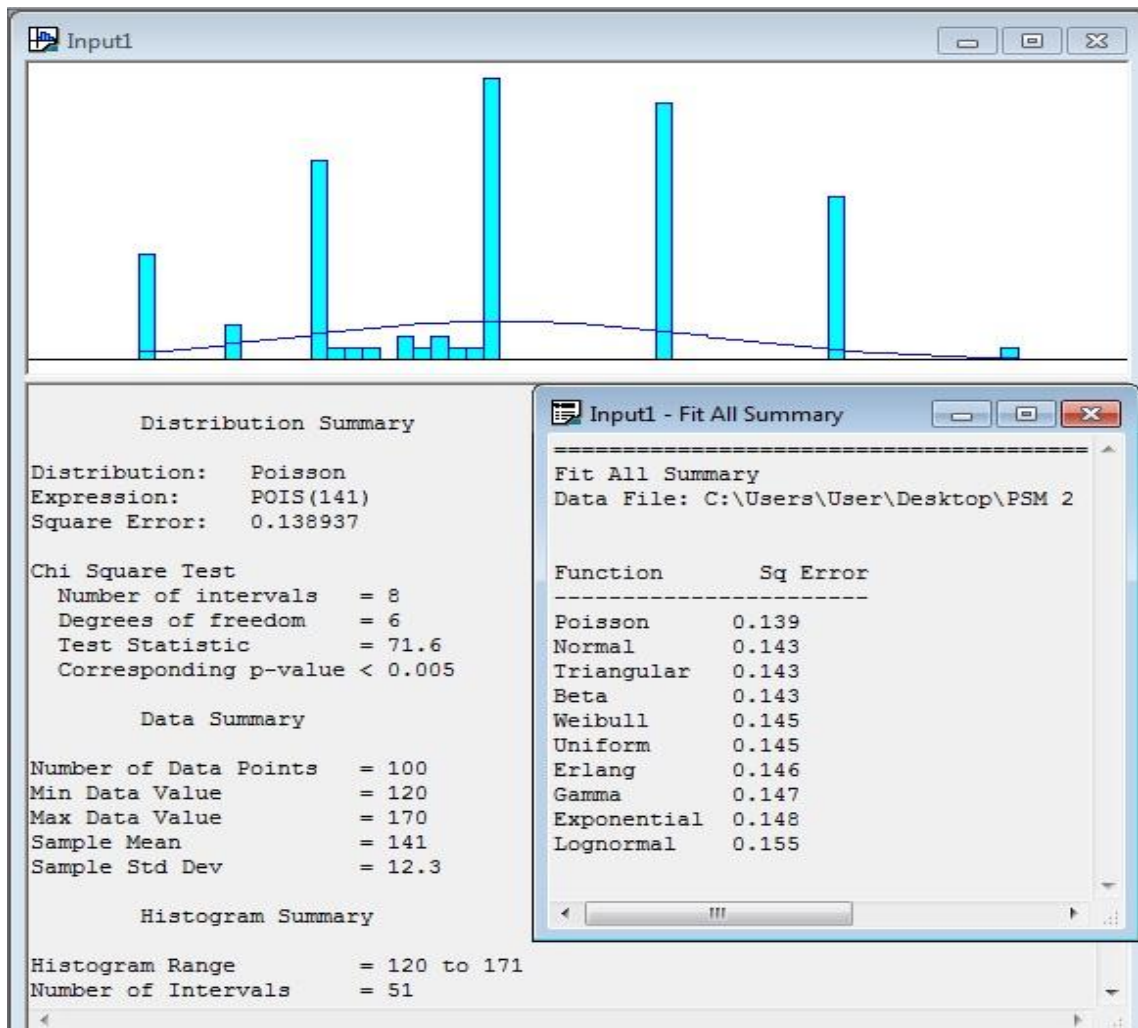 Input1
Distribution Summary
Distribution: Poisson
Expression: POIS(141)
Square Error: 0.138937
Chi Square Test
Number of intervals = 8
Degrees of freedom = 6
Test Statistic = 71.6
Corresponding p-value < 0.005
Data Summary
Number of Data Points = 100
Min Data Value = 120
Max Data Value = 170
Sample Mean = 141
Sample Std Dev = 12.3
Histogram Summary
Histogram Range = 120 to 171
Number of Intervals = 51
Input1 - Fit All Summary
========================================
Fit All Summary
Data File: C:\Users\User\Desktop\PSM 2
Function Sq Error
------------------------
Poisson 0.139
Normal 0.143
Triangular 0.143
Beta 0.143
Weibull 0.145
Uniform 0.145
Erlang 0.146
Gamma 0.147
Exponential 0.148
Lognormal 0.155